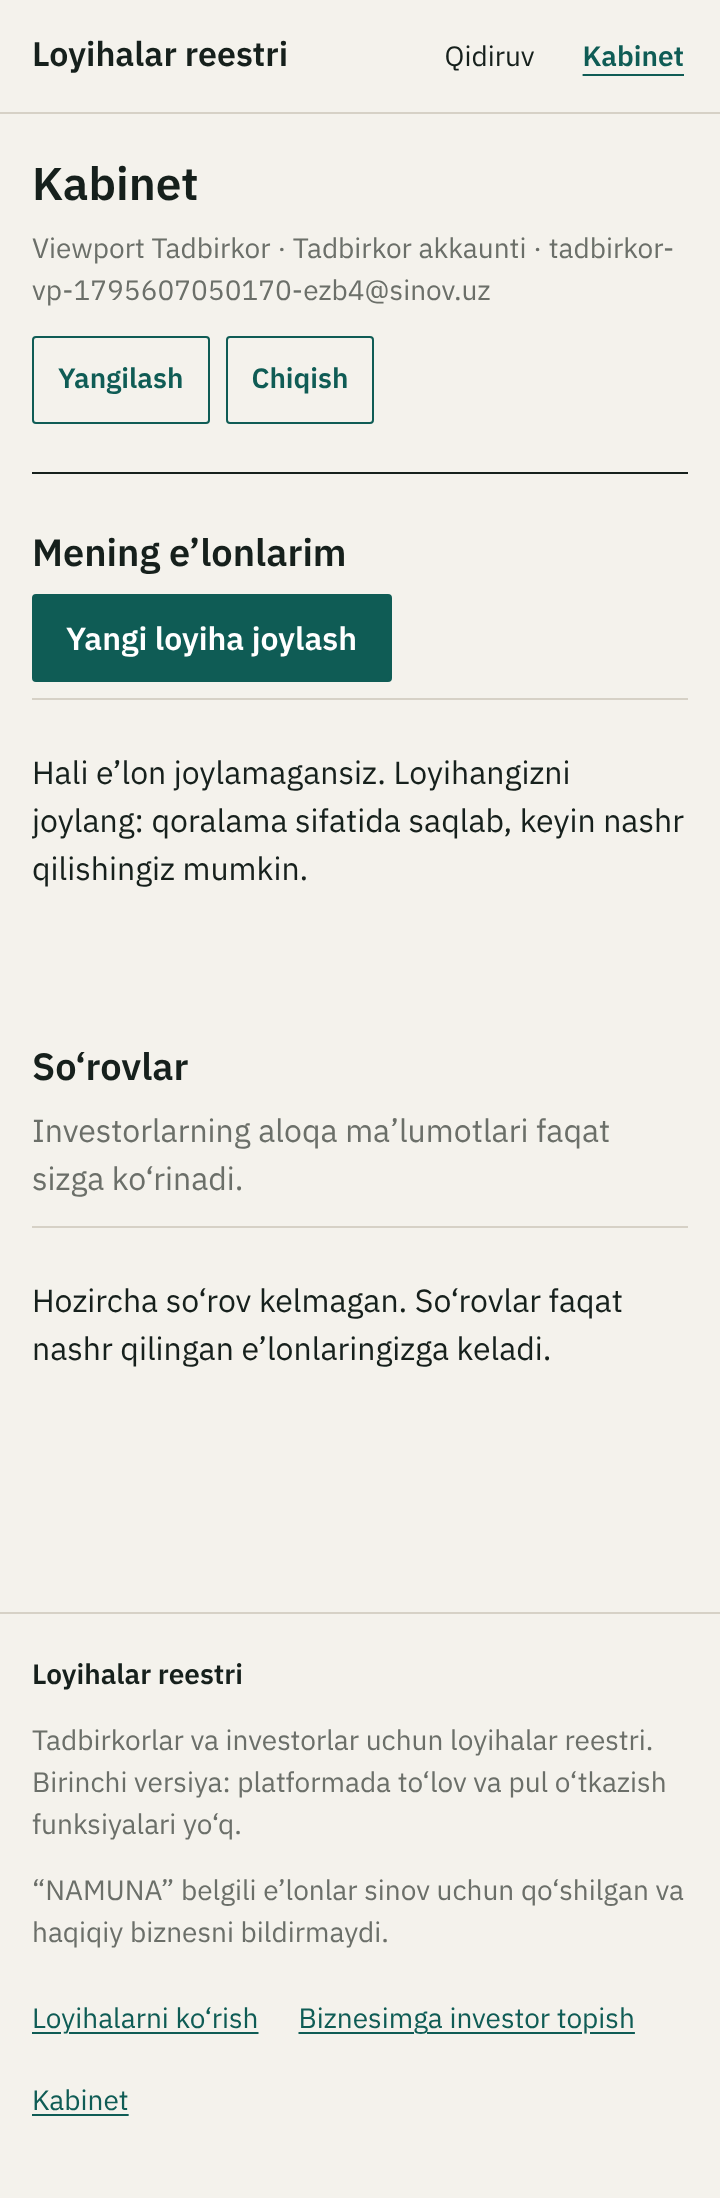 Loyihalar reestri
Qidiruv
Kabinet
Kabinet
Viewport Tadbirkor · Tadbirkor akkaunti · tadbirkor-
vp-1795607050170-ezb4@sinov.uz
Yangilash
Chiqish
Mening e’lonlarim
Yangi loyiha joylash
Hali e’lon joylamagansiz. Loyihangizni
joylang: qoralama sifatida saqlab, keyin nashr
qilishingiz mumkin.
So‘rovlar
Investorlarning aloqa ma’lumotlari faqat
sizga ko‘rinadi.
Hozircha so‘rov kelmagan. So‘rovlar faqat
nashr qilingan e’lonlaringizga keladi.
Loyihalar reestri
Tadbirkorlar va investorlar uchun loyihalar reestri.
Birinchi versiya: platformada to‘lov va pul o‘tkazish
funksiyalari yo‘q.
“NAMUNA” belgili e’lonlar sinov uchun qo‘shilgan va
haqiqiy biznesni bildirmaydi.
Loyihalarni ko‘rish
Biznesimga investor topish
Kabinet